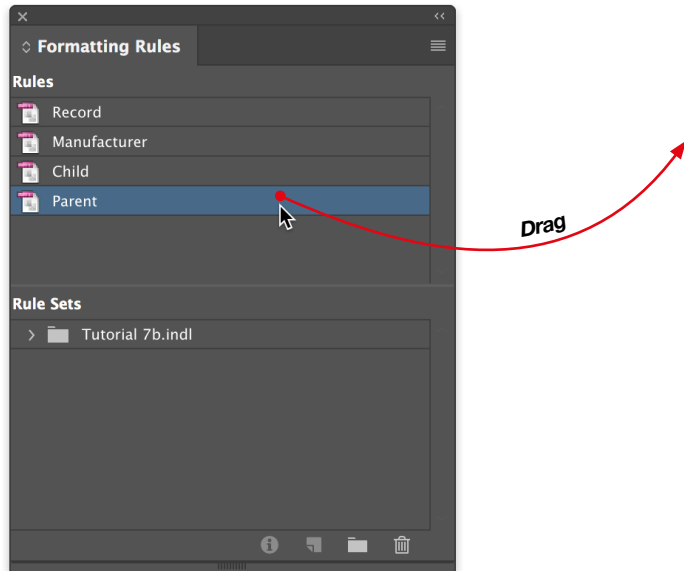 Formatting Rules
Rules
Record
Manufacturer
Child
Parent
Drag
Rule Sets
Tutorial 7b.indl